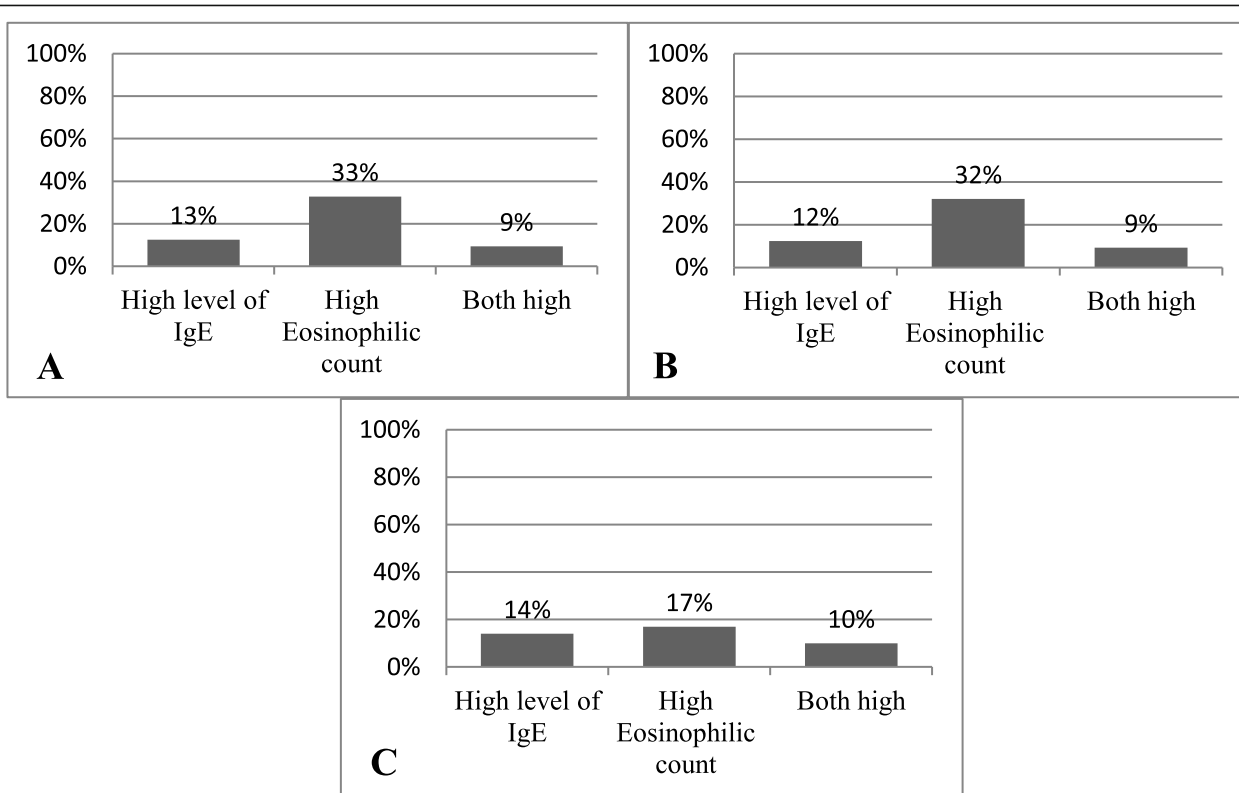 100%
80%
60%
40%
20%
0%
13%
33%
9%
High level of
IgE
High
Eosinophilic
count
Both high
A
100%
80%
60%
40%
20%
0%
12%
32%
9%
High level of
IgE
High
Eosinophilic
count
Both high
B
100%
80%
60%
40%
20%
0%
14%
17%
10%
High level of
IgE
High
Eosinophilic
count
Both high
C